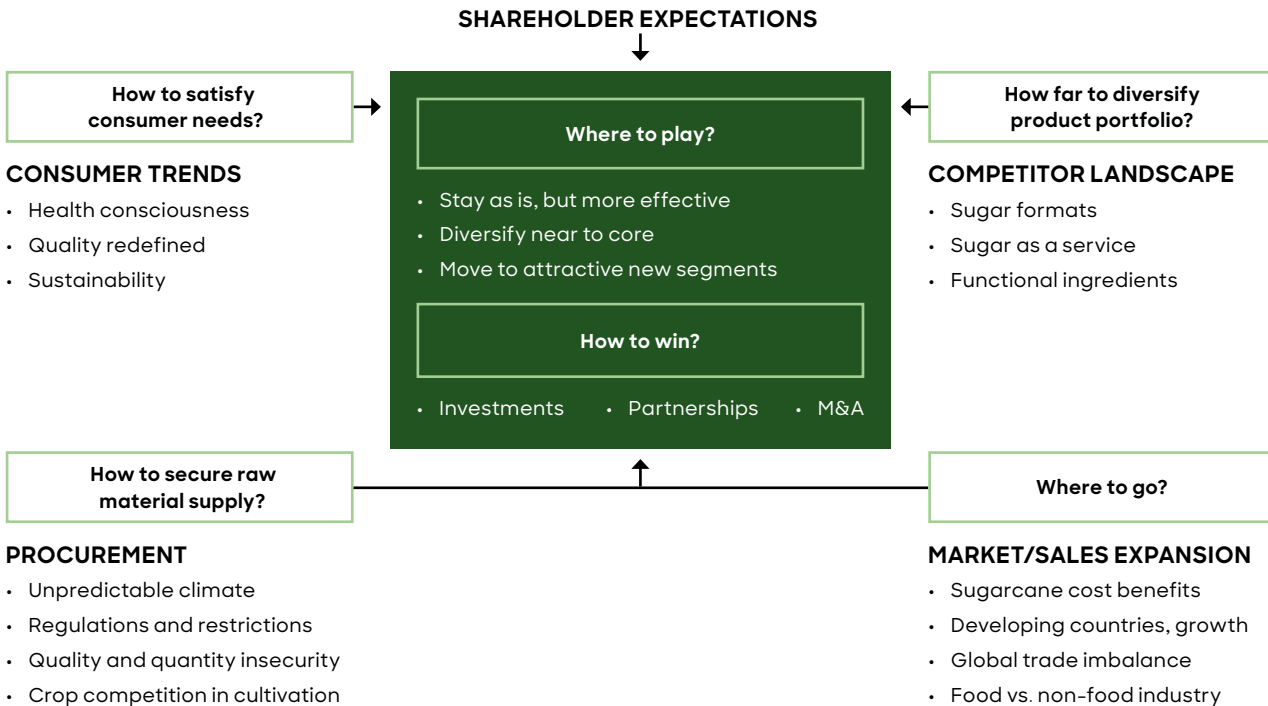 SHAREHOLDER EXPECTATIONS
How to satisfy
consumer needs?
CONSUMER TRENDS
• Health consciousness
• Quality redefined
• Sustainability
Where to play?
• Stay as is, but more effective
• Diversify near to core
• Move to attractive new segments
How to win?
• Investments • Partnerships • M&A
How far to diversify
product portfolio?
COMPETITOR LANDSCAPE
• Sugar formats
• Sugar as a service
• Functional ingredients
How to secure raw
material supply?
PROCUREMENT
• Unpredictable climate
• Regulations and restrictions
• Quality and quantity insecurity
• Crop competition in cultivation
Where to go?
MARKET/SALES EXPANSION
• Sugarcane cost benefits
• Developing countries, growth
• Global trade imbalance
• Food vs. non-food industry